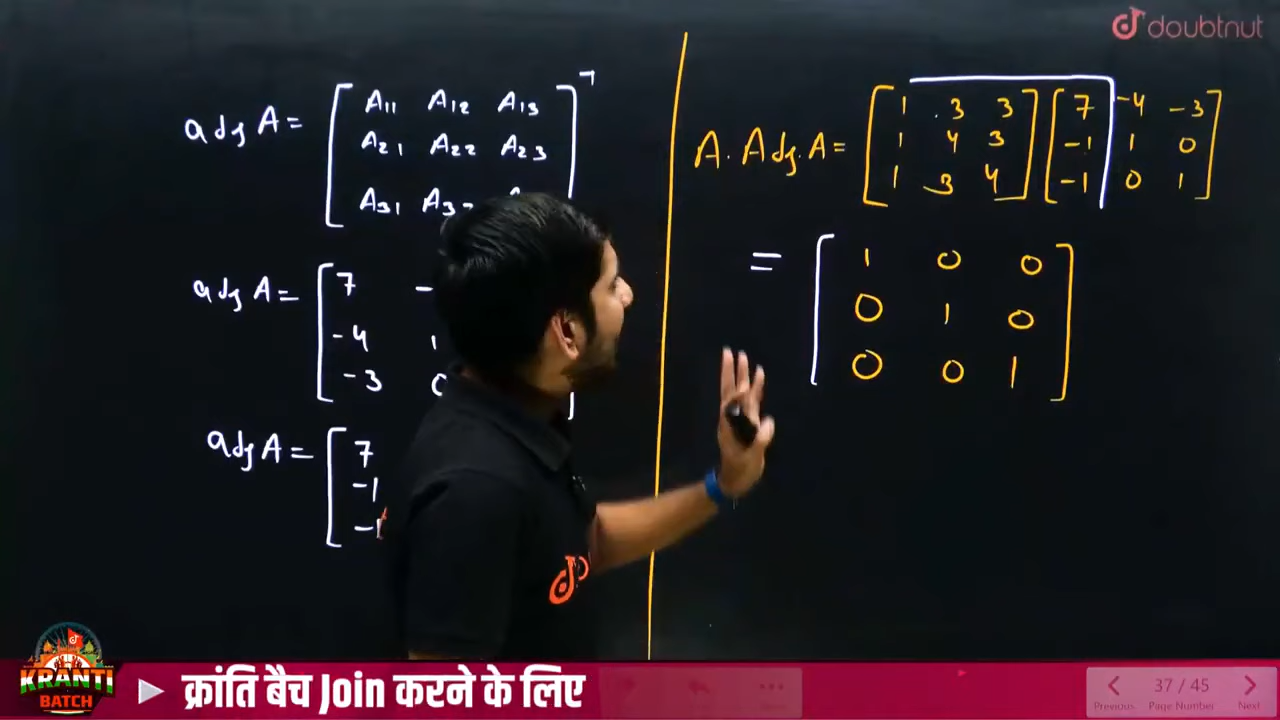 doubtnut
adj A = [ A11 A12 A13
A21 A22 A23
A31 ]T
adj A = [ 7
-4 1
-3
adj A = [ 7
-1
-1
A. Adj. A = [ 1 3 3 ] [ 7 -4 -3 ]
1 4 3 -1 1 0
1 3 4 -1 0 1
= [ 1 0 0
0 1 0
0 0 1 ]
KRANTI
BATCH
क्रांति बैच Join करने के लिए
37 / 45
Previous Page Number Next